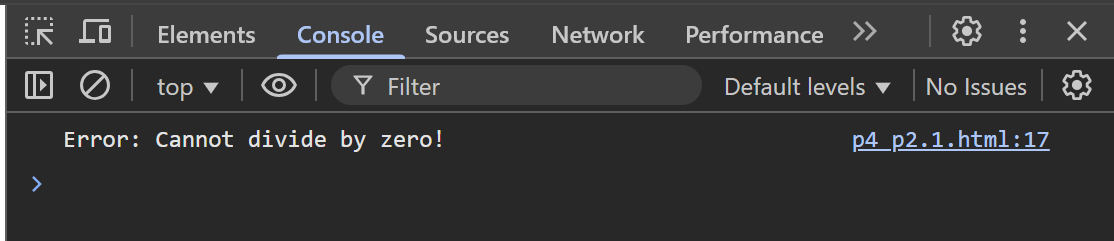 Elements Console Sources Network Performance
top Filter Default levels No Issues
Error: Cannot divide by zero! p4_p2.1.html:17